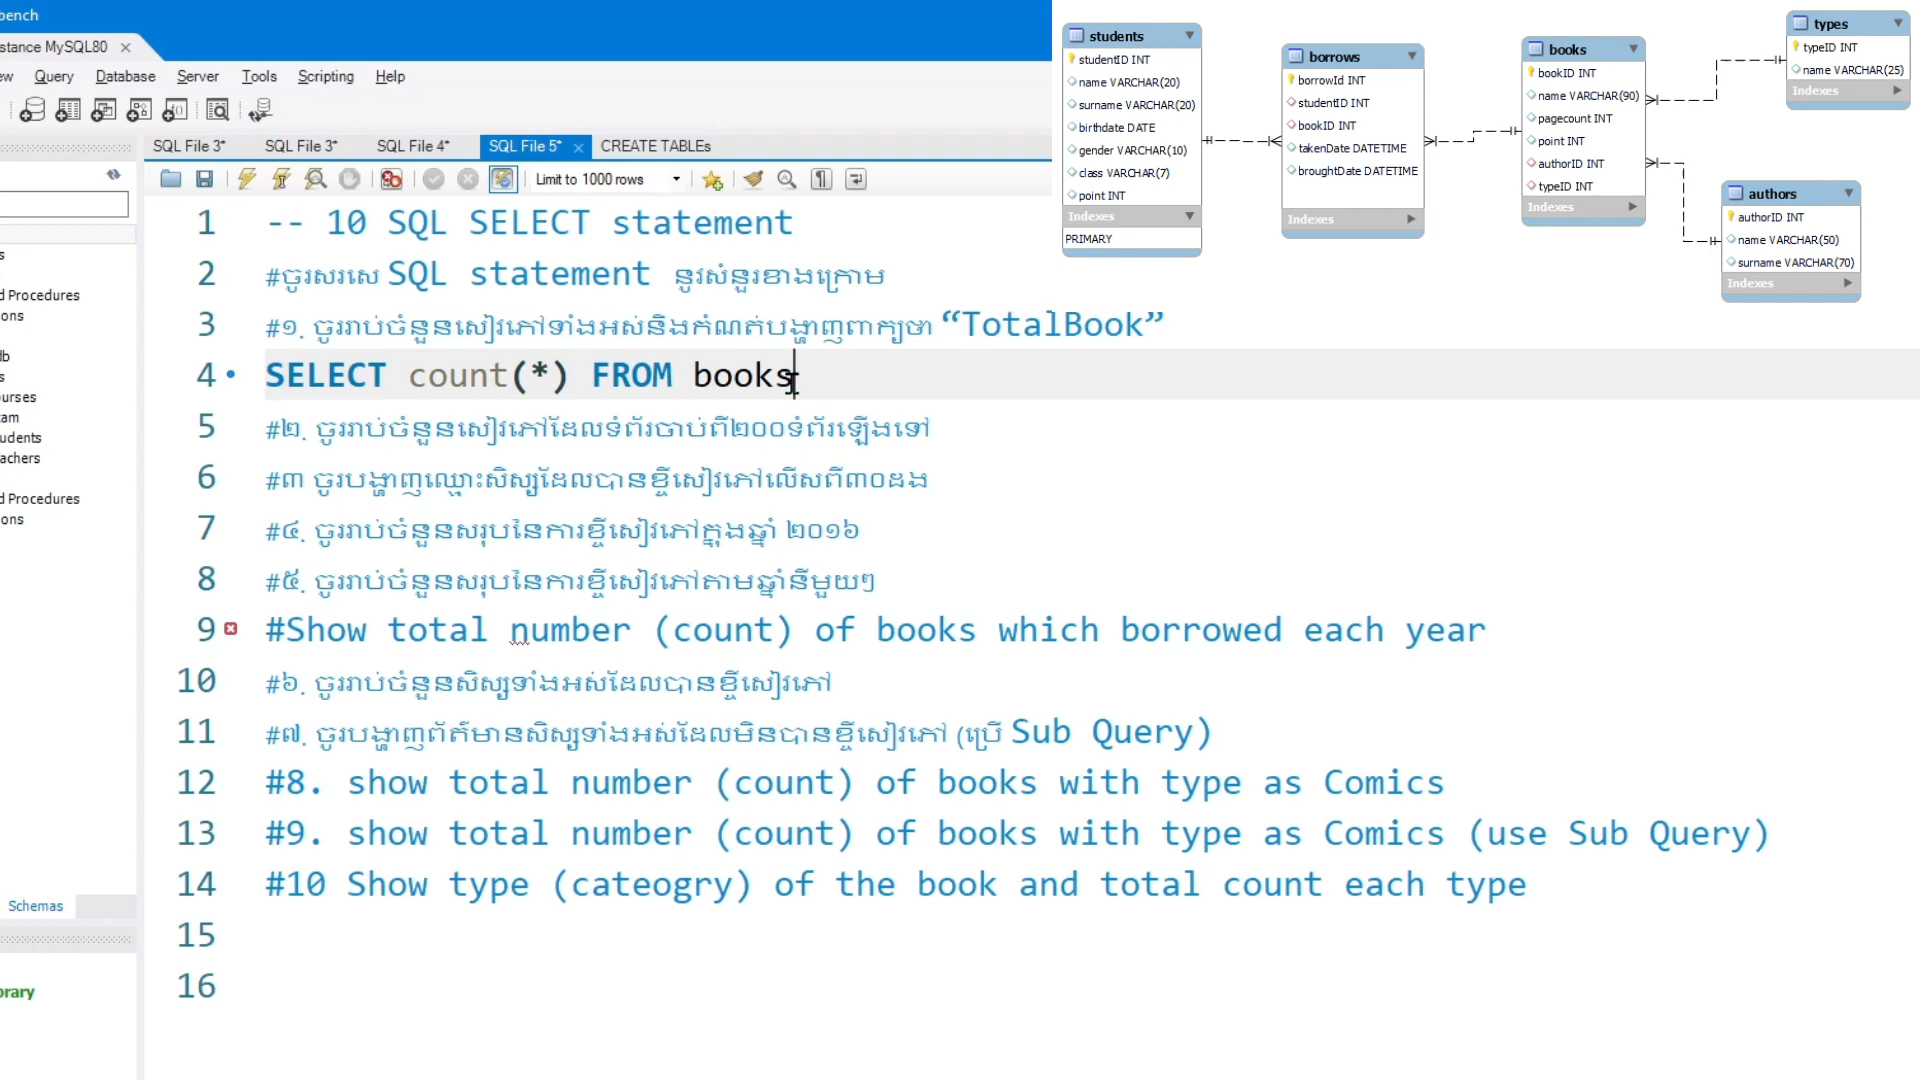 bench
stance MySQL80
ew Query Database Server Tools Scripting Help
SQL File 3* SQL File 3* SQL File 4* SQL File 5* CREATE TABLEs
Limit to 1000 rows
1 -- 10 SQL SELECT statement
2 #ចូរសរសេ SQL statement នូវសំនួរខាងក្រោម
3 #១. ចូររាប់ចំនួនសៀវភៅទាំងអស់និងកំណត់បង្ហាញពាក្យថា “TotalBook”
4 SELECT count(*) FROM books
5 #២. ចូររាប់ចំនួនសៀវភៅដែលទំព័រចាប់ពី២០០ទំព័រឡើងទៅ
6 #៣ ចូរបង្ហាញឈ្មោះសិស្សដែលបានខ្ចីសៀវភៅលើសពី៣០ដង
7 #៤. ចូររាប់ចំនួនសរុបនៃការខ្ចីសៀវភៅក្នុងឆ្នាំ ២០១៦
8 #៥. ចូររាប់ចំនួនសរុបនៃការខ្ចីសៀវភៅតាមឆ្នាំនីមួយៗ
9 #Show total number (count) of books which borrowed each year
10 #៦. ចូររាប់ចំនួនសិស្សទាំងអស់ដែលបានខ្ចីសៀវភៅ
11 #៧. ចូរបង្ហាញព័ត៍មានសិស្សទាំងអស់ដែលមិនបានខ្ចីសៀវភៅ (ប្រើ Sub Query)
12 #8. show total number (count) of books with type as Comics
13 #9. show total number (count) of books with type as Comics (use Sub Query)
14 #10 Show type (cateogry) of the book and total count each type
15
16
s
d Procedures
ons
db
s
ourses
am
udents
achers
d Procedures
ons
Schemas
orary
students
studentID INT
name VARCHAR(20)
surname VARCHAR(20)
birthdate DATE
gender VARCHAR(10)
class VARCHAR(7)
point INT
Indexes
PRIMARY
borrows
borrowId INT
studentID INT
bookID INT
takenDate DATETIME
broughtDate DATETIME
Indexes
books
bookID INT
name VARCHAR(90)
pagecount INT
point INT
authorID INT
typeID INT
Indexes
types
typeID INT
name VARCHAR(25)
Indexes
authors
authorID INT
name VARCHAR(50)
surname VARCHAR(70)
Indexes